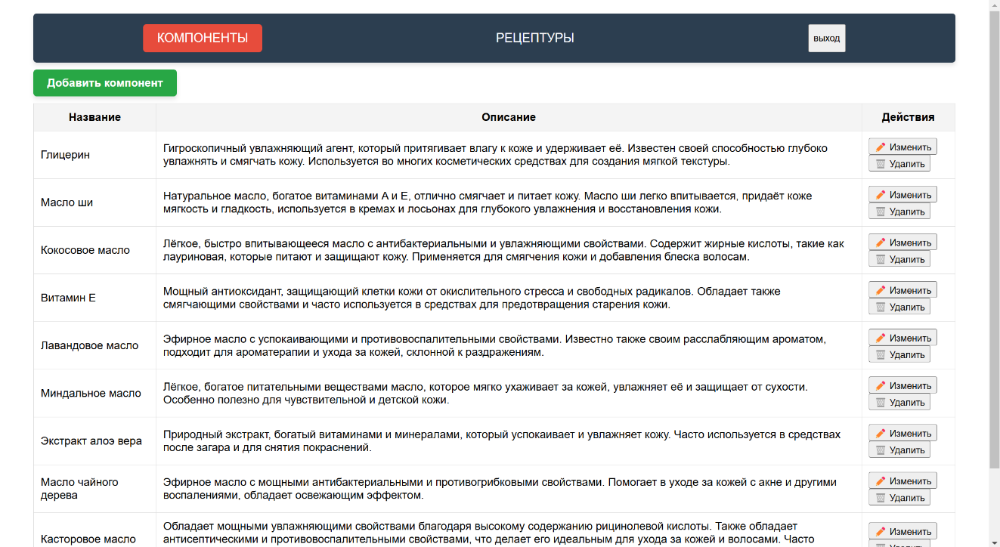 КОМПОНЕНТЫ РЕЦЕПТУРЫ выход
Добавить компонент
Название Описание Действия
Глицерин
Гигроскопичный увлажняющий агент, который притягивает влагу к коже и удерживает её. Известен своей способностью глубоко
увлажнять и смягчать кожу. Используется во многих косметических средствах для создания мягкой текстуры.
Изменить
Удалить
Масло ши
Натуральное масло, богатое витаминами A и E, отлично смягчает и питает кожу. Масло ши легко впитывается, придаёт коже
мягкость и гладкость, используется в кремах и лосьонах для глубокого увлажнения и восстановления кожи.
Изменить
Удалить
Кокосовое масло
Лёгкое, быстро впитывающееся масло с антибактериальными и увлажняющими свойствами. Содержит жирные кислоты, такие как
лауриновая, которые питают и защищают кожу. Применяется для смягчения кожи и добавления блеска волосам.
Изменить
Удалить
Витамин Е
Мощный антиоксидант, защищающий клетки кожи от окислительного стресса и свободных радикалов. Обладает также
смягчающими свойствами и часто используется в средствах для предотвращения старения кожи.
Изменить
Удалить
Лавандовое масло
Эфирное масло с успокаивающими и противовоспалительными свойствами. Известно также своим расслабляющим ароматом,
подходит для ароматерапии и ухода за кожей, склонной к раздражениям.
Изменить
Удалить
Миндальное масло
Лёгкое, богатое питательными веществами масло, которое мягко ухаживает за кожей, увлажняет её и защищает от сухости.
Особенно полезно для чувствительной и детской кожи.
Изменить
Удалить
Экстракт алоэ вера
Природный экстракт, богатый витаминами и минералами, который успокаивает и увлажняет кожу. Часто используется в средствах
после загара и для снятия покраснений.
Изменить
Удалить
Масло чайного
дерева
Эфирное масло с мощными антибактериальными и противогрибковыми свойствами. Помогает в уходе за кожей с акне и другими
воспалениями, обладает освежающим эффектом.
Изменить
Удалить
Касторовое масло
Обладает мощными увлажняющими свойствами благодаря высокому содержанию рицинолевой кислоты. Также обладает
антисептическими и противовоспалительными свойствами, что делает его идеальным для ухода за кожей и волосами. Часто
Изменить